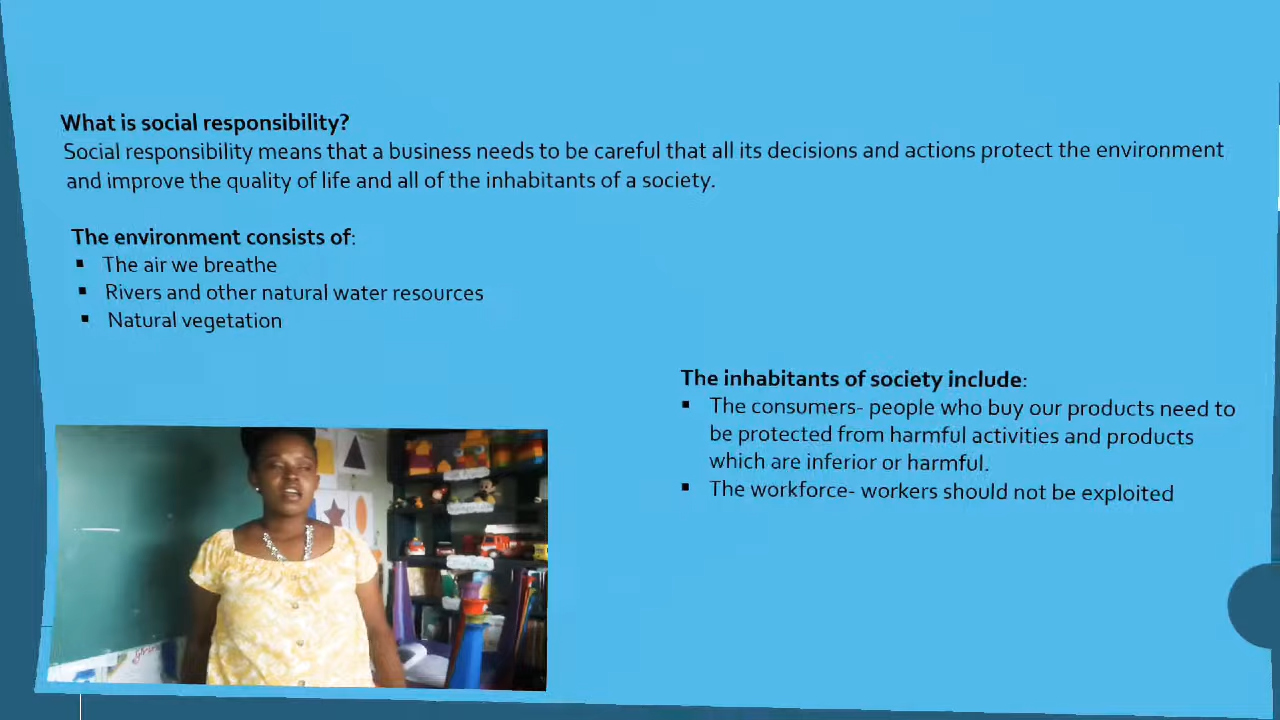 What is social responsibility?
Social responsibility means that a business needs to be careful that all its decisions and actions protect the environment
and improve the quality of life and all of the inhabitants of a society.
The environment consists of:
▪ The air we breathe
▪ Rivers and other natural water resources
▪ Natural vegetation
The inhabitants of society include:
▪ The consumers- people who buy our products need to
be protected from harmful activities and products
which are inferior or harmful.
▪ The workforce- workers should not be exploited